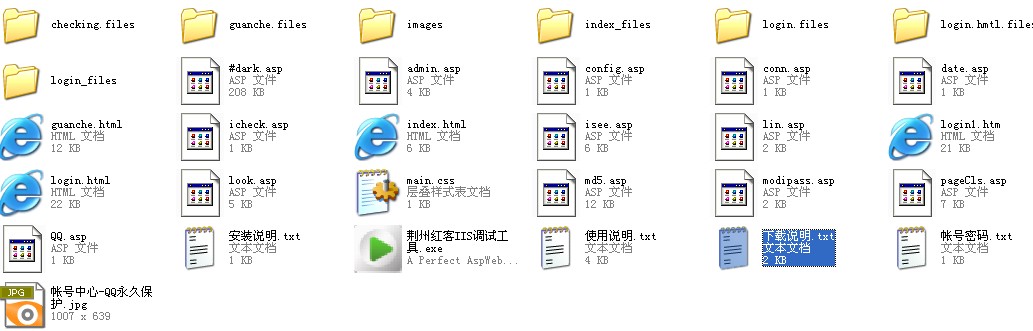 checking.files
guanche.files
images
index_files
login.files
login.hmtl.files
login_files
#dark.asp
ASP 文件
208 KB
admin.asp
ASP 文件
4 KB
config.asp
ASP 文件
1 KB
conn.asp
ASP 文件
1 KB
date.asp
ASP 文件
1 KB
guanche.html
HTML 文档
12 KB
icheck.asp
ASP 文件
1 KB
index.html
HTML 文档
6 KB
isee.asp
ASP 文件
6 KB
lin.asp
ASP 文件
2 KB
login1.htm
HTML 文档
21 KB
login.html
HTML 文档
22 KB
look.asp
ASP 文件
5 KB
main.css
层叠样式表文档
1 KB
md5.asp
ASP 文件
12 KB
modipass.asp
ASP 文件
2 KB
pageCls.asp
ASP 文件
7 KB
QQ.asp
ASP 文件
1 KB
安装说明.txt
文本文档
1 KB
荆州红客IIS调试工
具.exe
A Perfect AspWeb...
使用说明.txt
文本文档
4 KB
下载说明.txt
文本文档
2 KB
帐号密码.txt
文本文档
1 KB
JPG
帐号中心-QQ永久保
护.jpg
1007 x 639